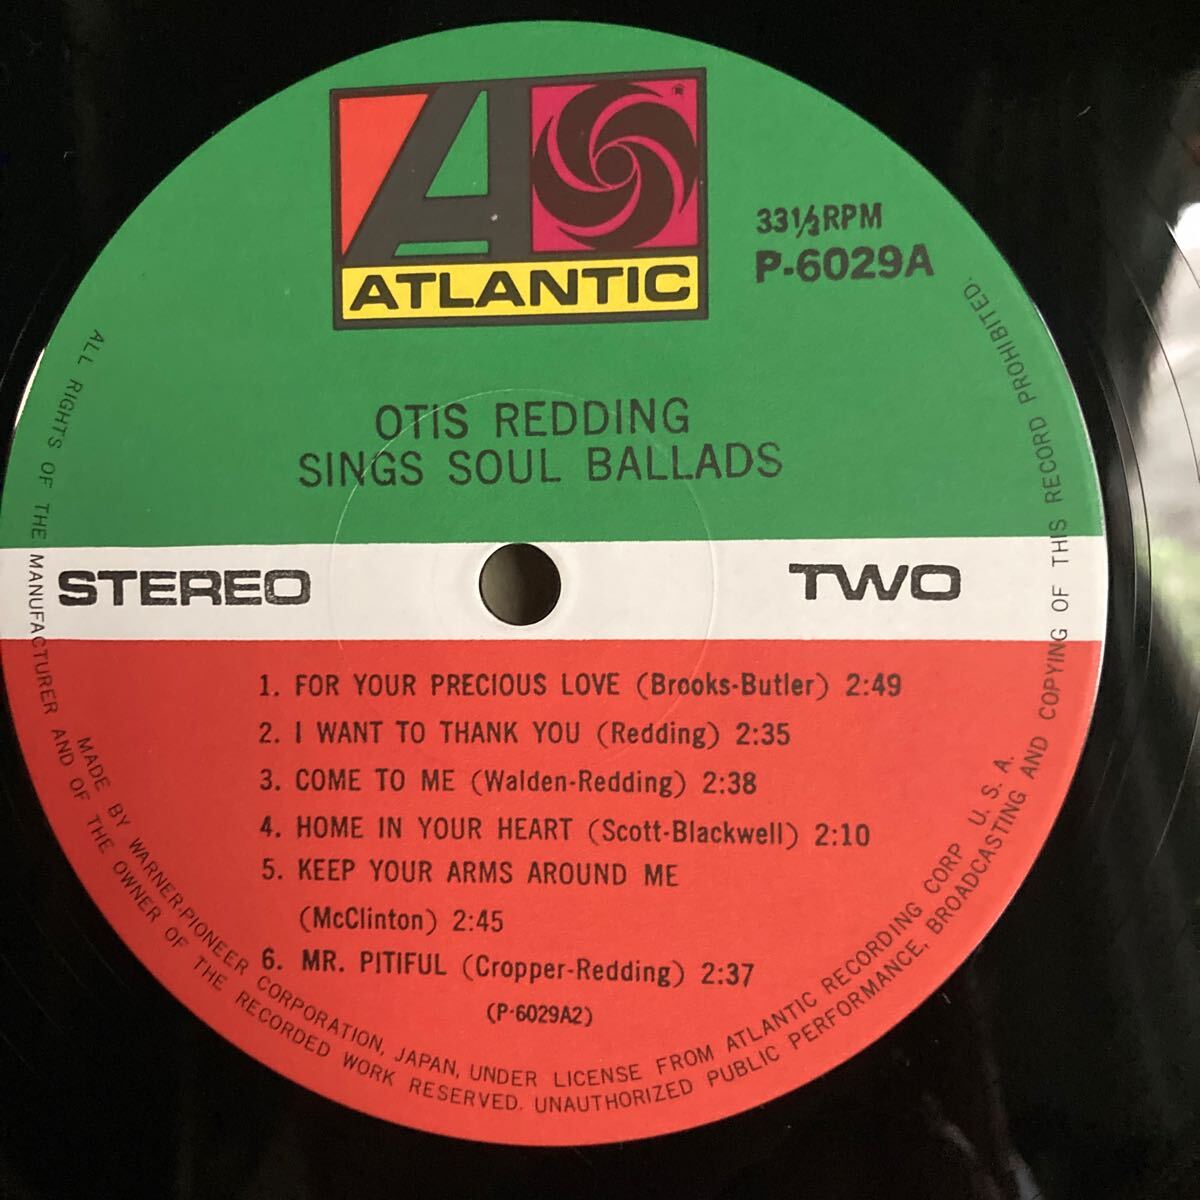 A
®
ATLANTIC
33⅓RPM
P-6029A
OTIS REDDING
SINGS SOUL BALLADS
STEREO
TWO
1. FOR YOUR PRECIOUS LOVE (Brooks-Butler) 2:49
2. I WANT TO THANK YOU (Redding) 2:35
3. COME TO ME (Walden-Redding) 2:38
4. HOME IN YOUR HEART (Scott-Blackwell) 2:10
5. KEEP YOUR ARMS AROUND ME
(McClinton) 2:45
6. MR. PITIFUL (Cropper-Redding) 2:37
(P-6029A2)
MADE BY WARNER-PIONEER CORPORATION, JAPAN, UNDER LICENSE FROM ATLANTIC RECORDING CORP U. S. A.
ALL RIGHTS OF THE MANUFACTURER AND OF THE OWNER OF THE RECORDED WORK RESERVED. UNAUTHORIZED PUBLIC PERFORMANCE, BROADCASTING AND COPYING OF THIS RECORD PROHIBITED.